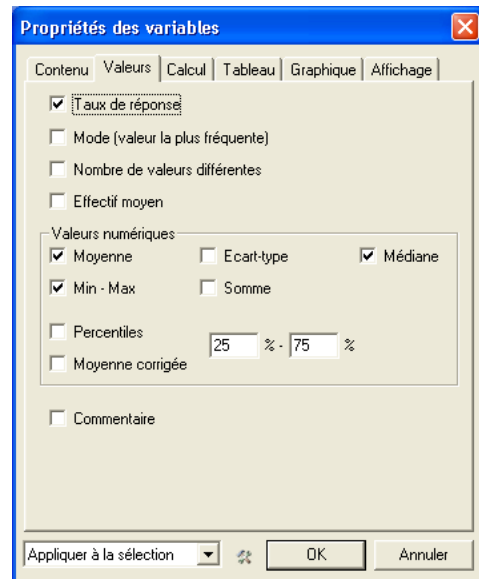 Propriétés des variables
Contenu Valeurs Calcul Tableau Graphique Affichage
Taux de réponse
Mode (valeur la plus fréquente)
Nombre de valeurs différentes
Effectif moyen
Valeurs numériques
Moyenne Ecart-type Médiane
Min - Max Somme
Percentiles
25 % - 75 %
Moyenne corrigée
Commentaire
Appliquer à la sélection OK Annuler